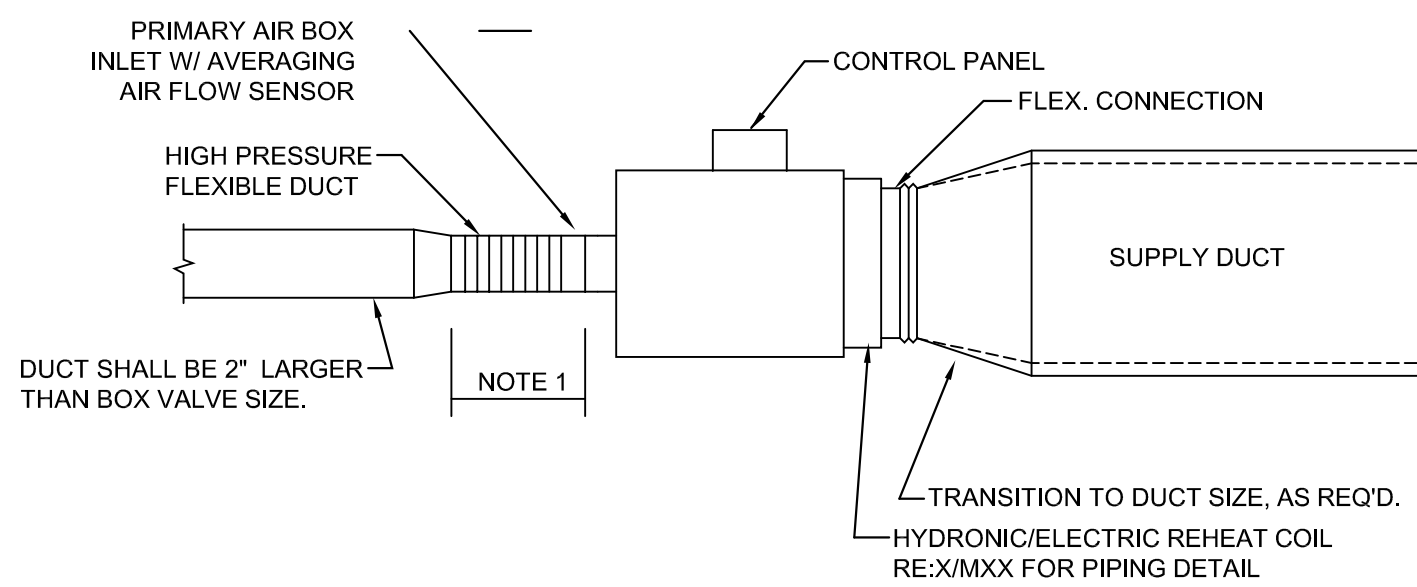 PRIMARY AIR BOX
INLET W/ AVERAGING
AIR FLOW SENSOR
CONTROL PANEL
FLEX. CONNECTION
HIGH PRESSURE
FLEXIBLE DUCT
SUPPLY DUCT
DUCT SHALL BE 2" LARGER
THAN BOX VALVE SIZE.
NOTE 1
TRANSITION TO DUCT SIZE, AS REQ'D.
HYDRONIC/ELECTRIC REHEAT COIL
RE:X/MXX FOR PIPING DETAIL